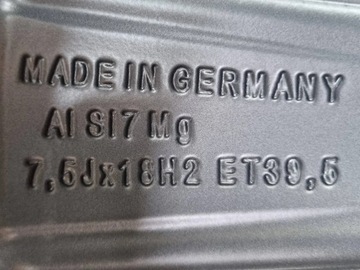 MADE IN GERMANY
Al SI7 Mg
7,5Jx18H2 ET39,5